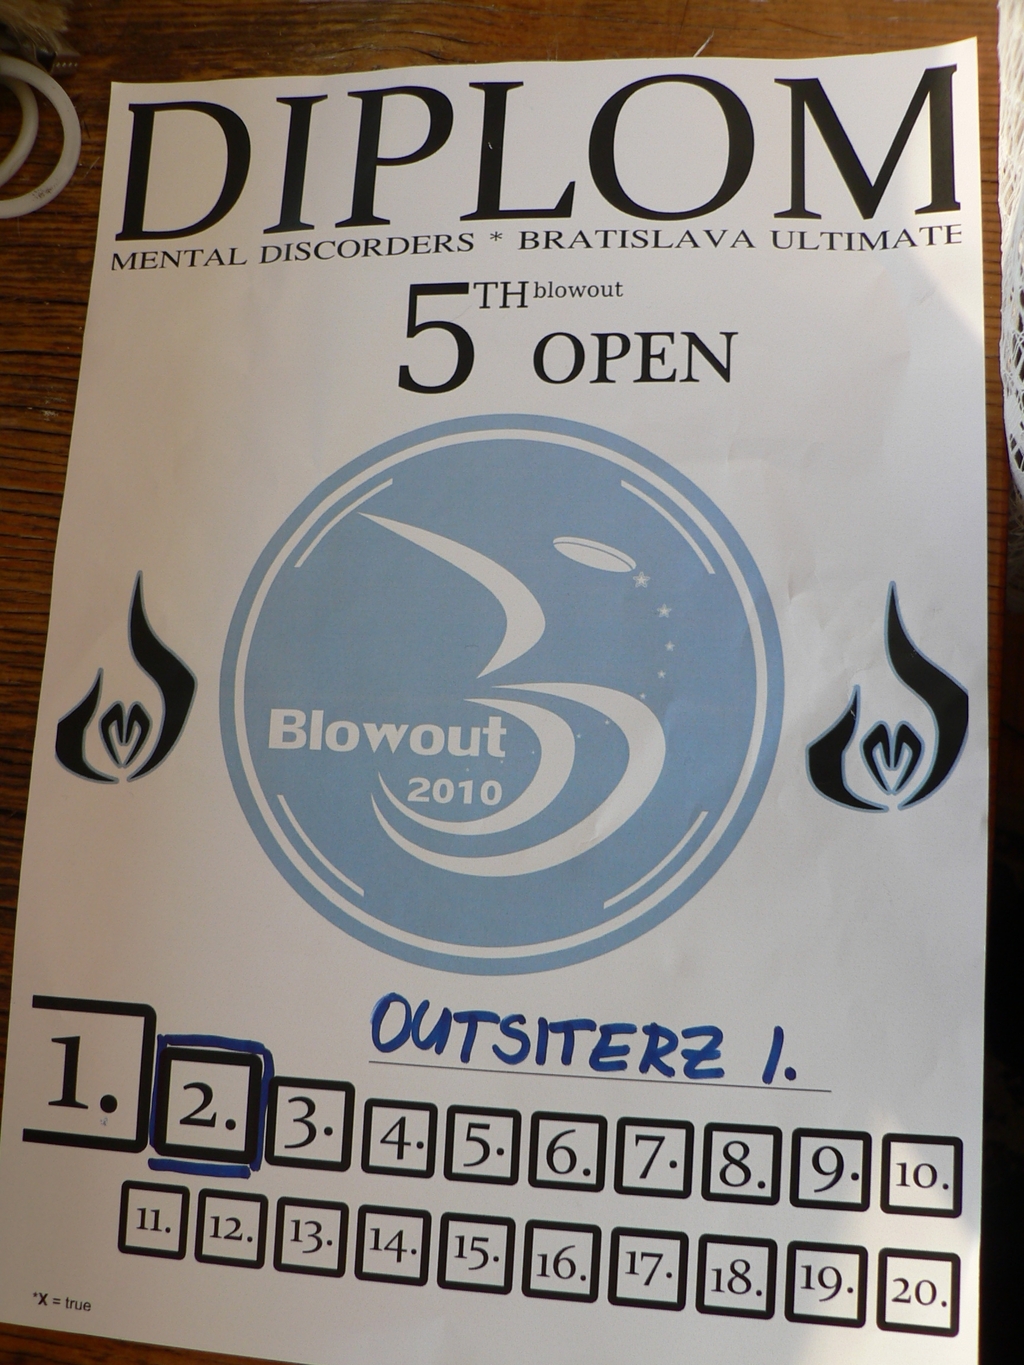 DIPLOM
MENTAL DISCORDERS * BRATISLAVA ULTIMATE
5TH blowout
OPEN
Blowout
2010
OUTSITERZ 1.
1. 2. 3. 4. 5. 6. 7. 8. 9. 10.
11. 12. 13. 14. 15. 16. 17. 18. 19. 20.
*X = true